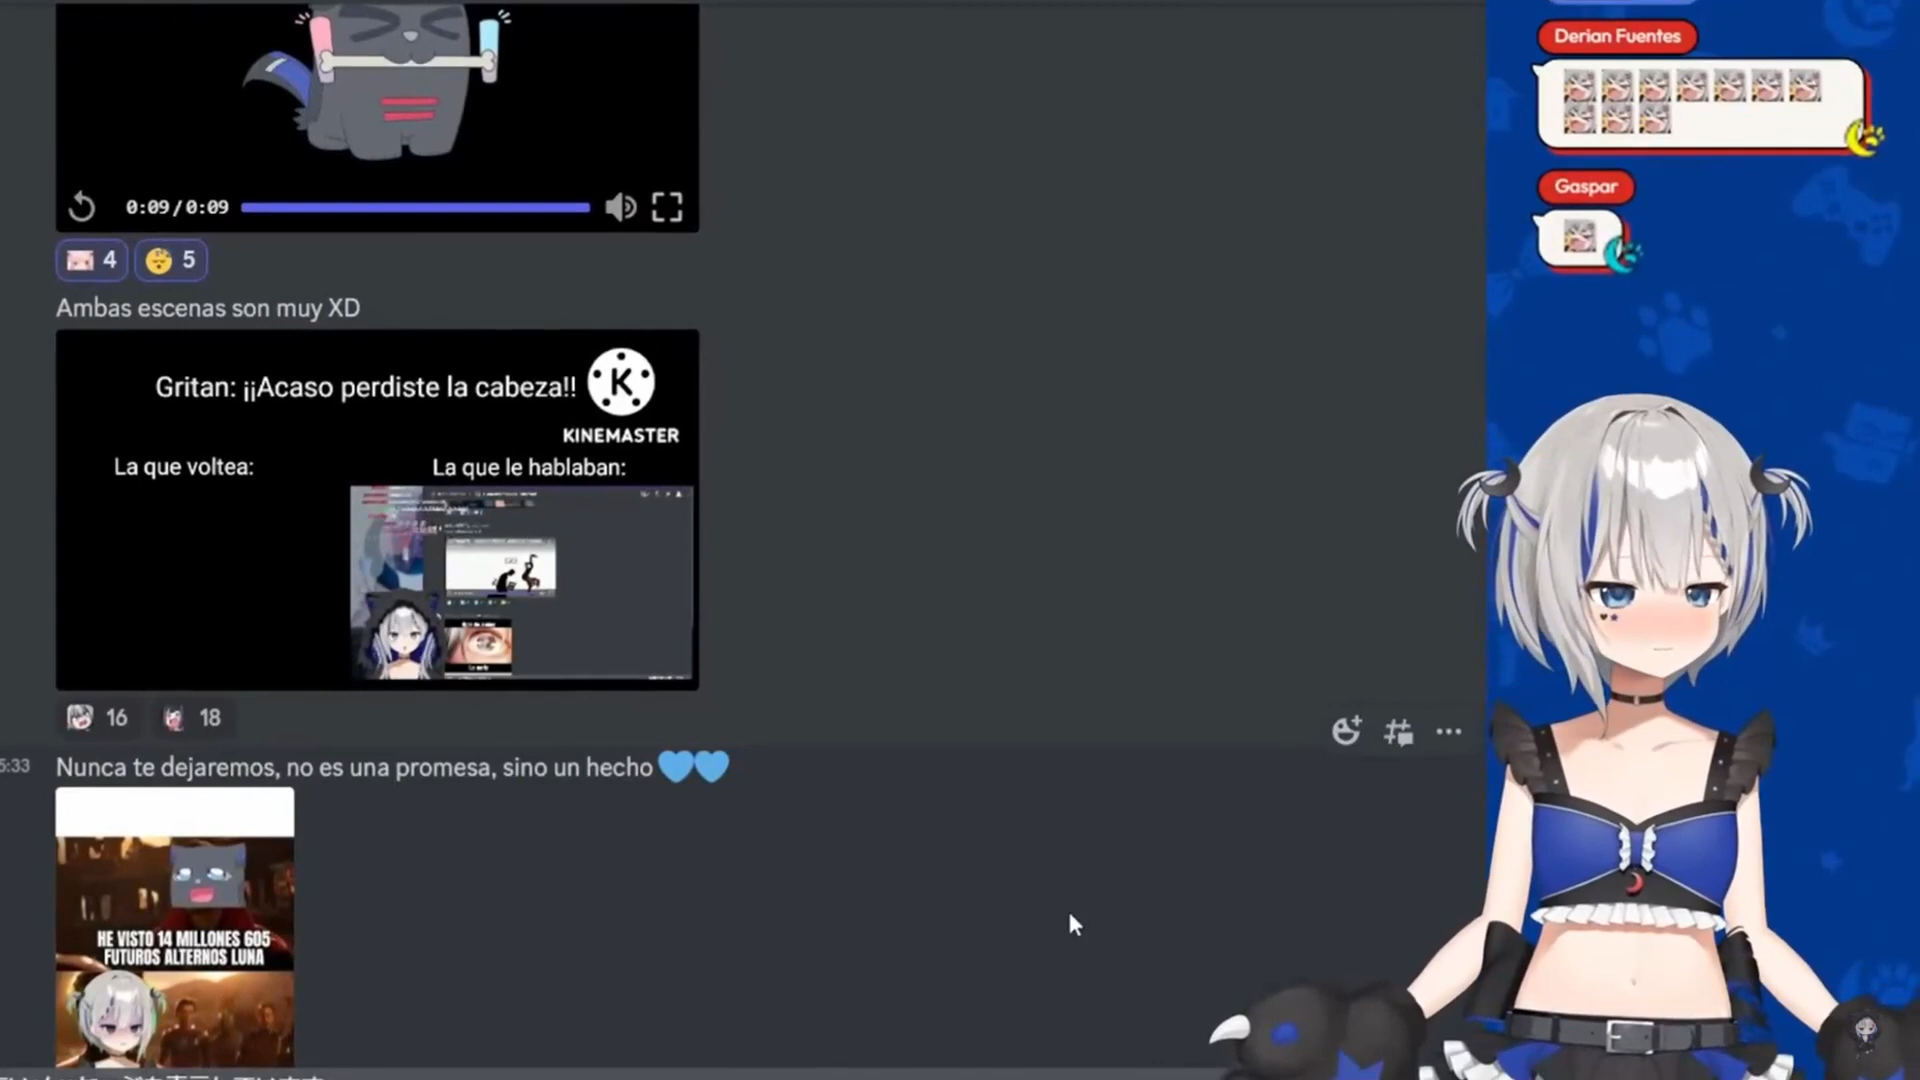 Derian Fuentes
Gaspar
0:09/0:09
4
5
Ambas escenas son muy XD
Gritan: ¡¡Acaso perdiste la cabeza!!
K
KINEMASTER
La que voltea:
La que le hablaban:
16
18
5:33
Nunca te dejaremos, no es una promesa, sino un hecho
HE VISTO 14 MILLONES 605
FUTUROS ALTERNOS LUNA